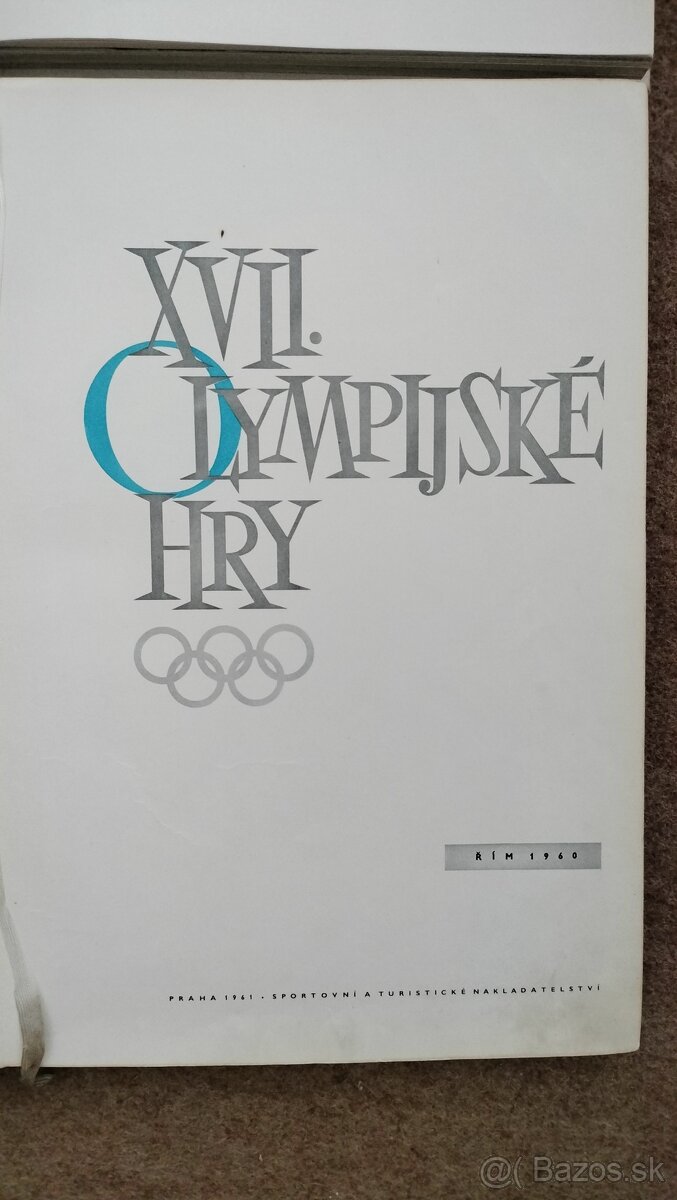 XVII.
OLYMPIJSKÉ
HRY
ŘÍM 1960
PRAHA 1961 • SPORTOVNÍ A TURISTICKÉ NAKLADATELSTVÍ
@( Bazos.sk